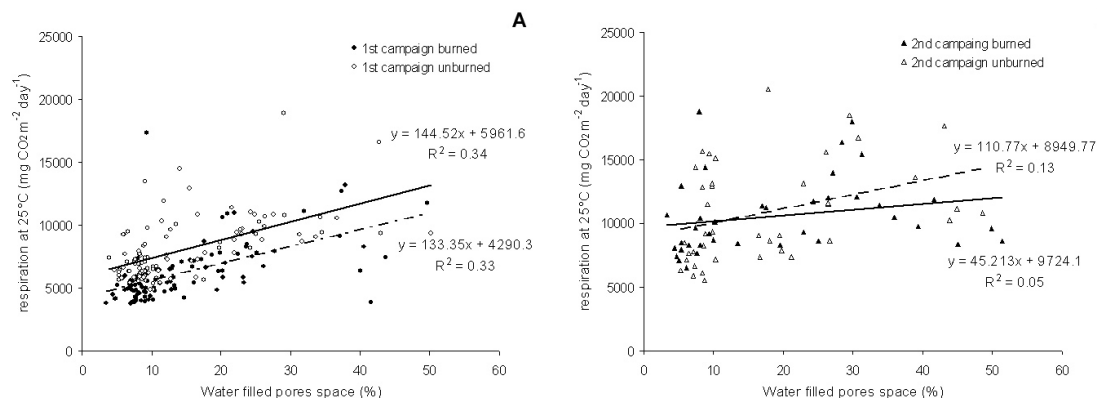 A
25000
20000
15000
10000
5000
0
respiration at 25°C (mg CO2 m-2 day-1)
1st campaign burned
1st campaign unburned
y = 144.52x + 5961.6
R2 = 0.34
y = 133.35x + 4290.3
R2 = 0.33
0 10 20 30 40 50 60
Water filled pores space (%)
25000
20000
15000
10000
5000
0
respiration at 25°C (mg CO2 m-2 day-1)
2nd campaing burned
2nd campaign unburned
y = 110.77x + 8949.77
R2 = 0.13
y = 45.213x + 9724.1
R2 = 0.05
0 10 20 30 40 50 60
Water filled pores space (%)